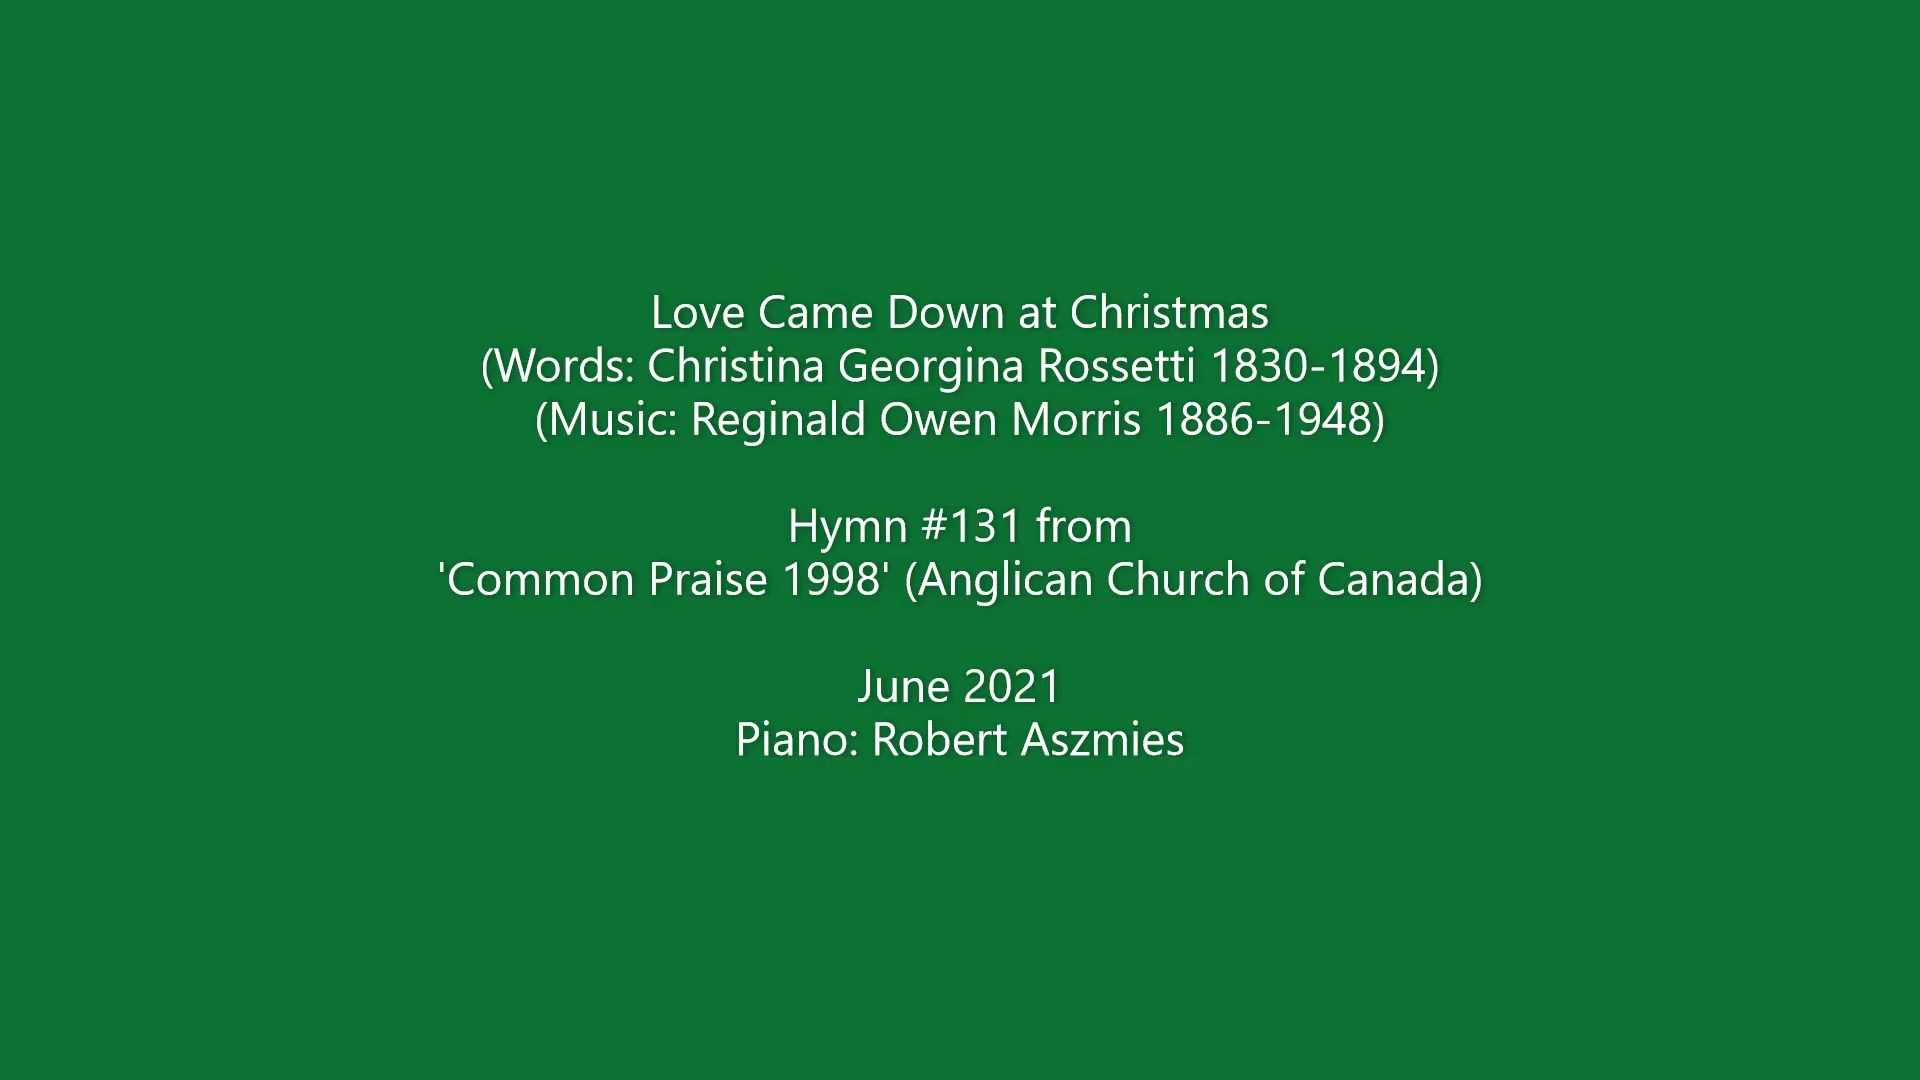 Love Came Down at Christmas
(Words: Christina Georgina Rossetti 1830-1894)
(Music: Reginald Owen Morris 1886-1948)
Hymn #131 from
'Common Praise 1998' (Anglican Church of Canada)
June 2021
Piano: Robert Aszmies